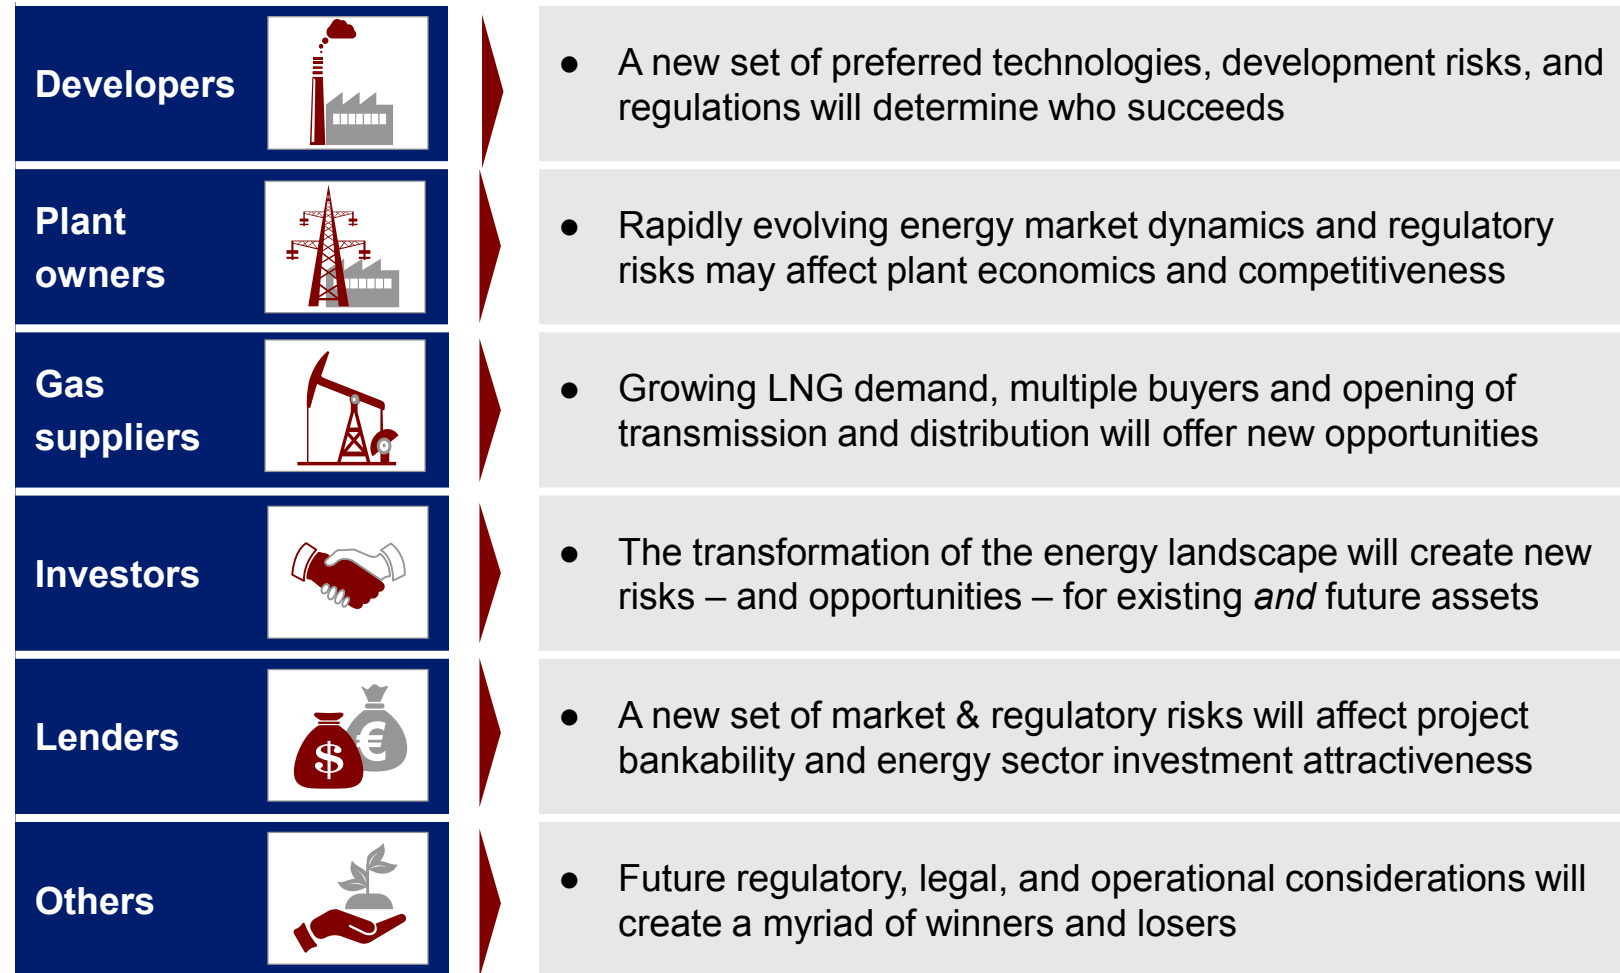 Developers
● A new set of preferred technologies, development risks, and
regulations will determine who succeeds
Plant
owners
● Rapidly evolving energy market dynamics and regulatory
risks may affect plant economics and competitiveness
Gas
suppliers
● Growing LNG demand, multiple buyers and opening of
transmission and distribution will offer new opportunities
Investors
● The transformation of the energy landscape will create new
risks – and opportunities – for existing and future assets
Lenders
$ €
● A new set of market & regulatory risks will affect project
bankability and energy sector investment attractiveness
Others
● Future regulatory, legal, and operational considerations will
create a myriad of winners and losers